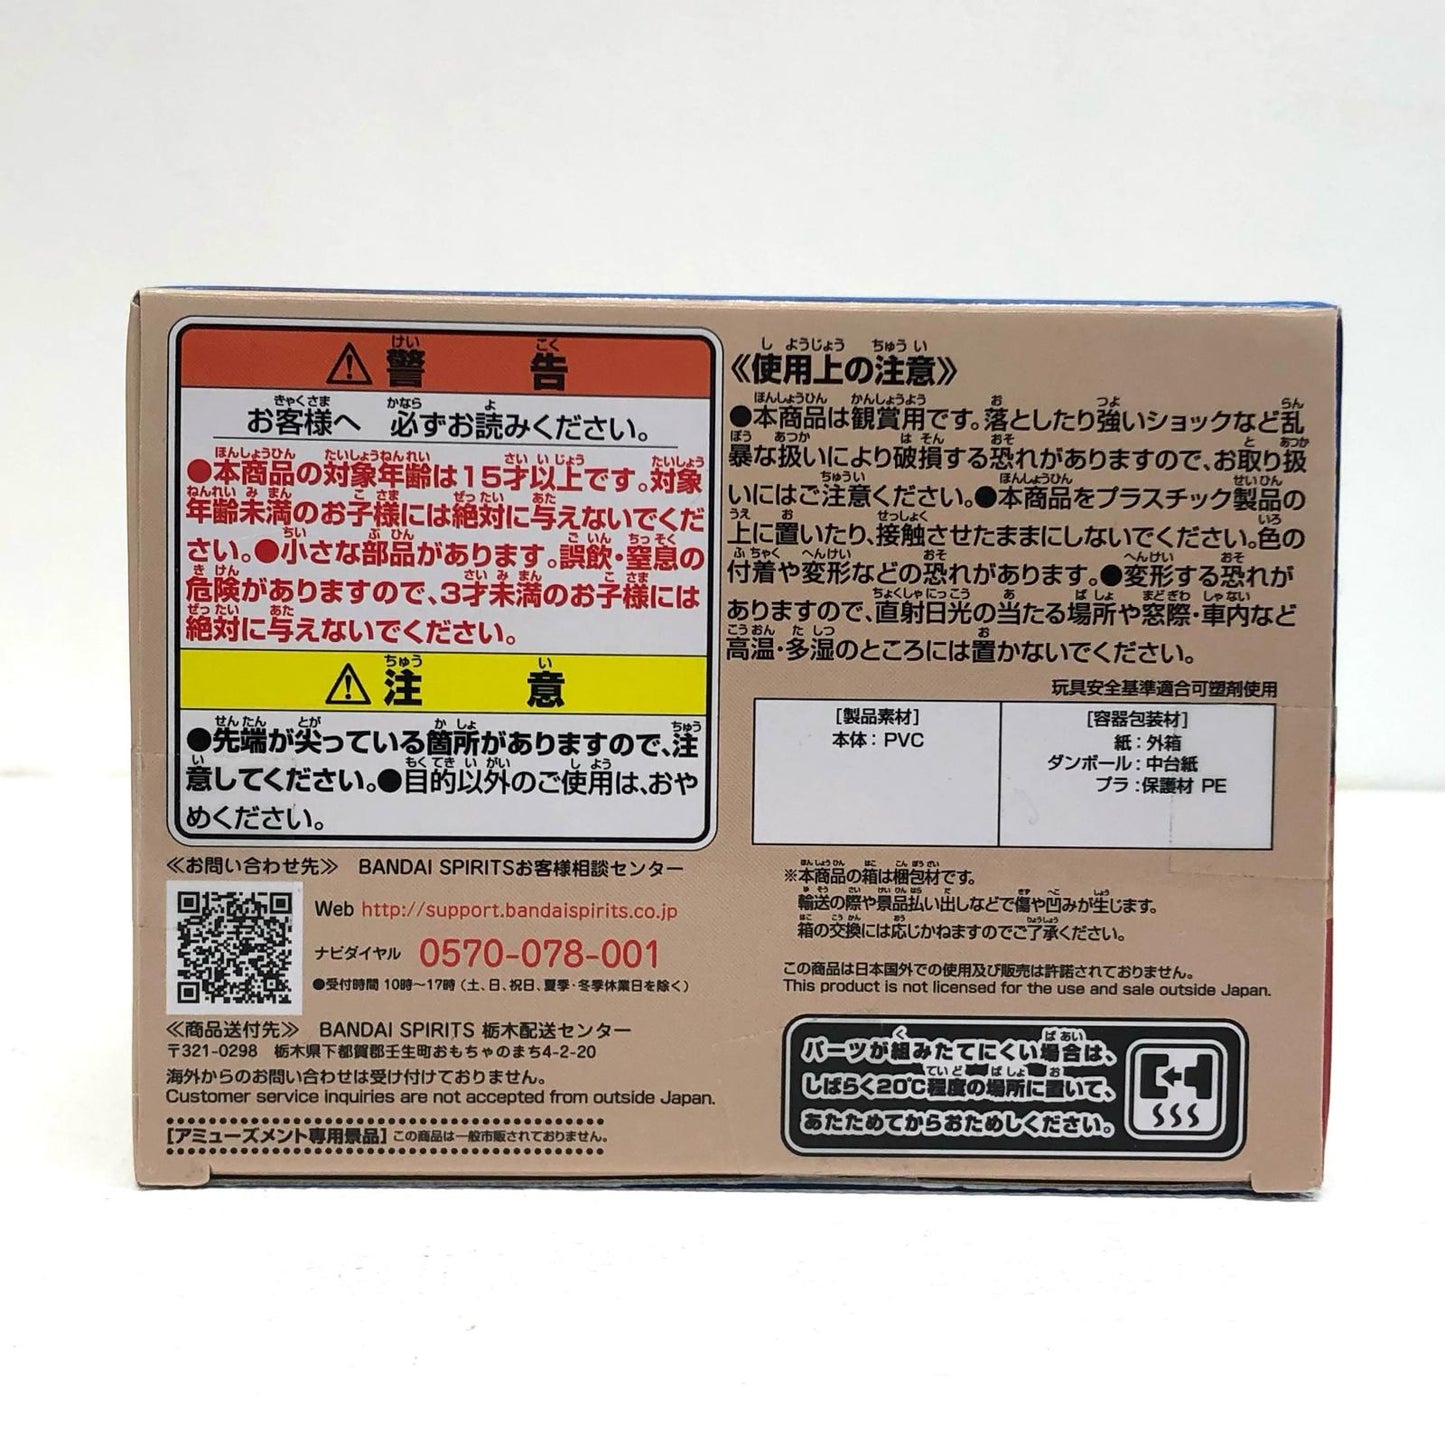 警告
お客様へ 必ずお読みください。
●本商品の対象年齢は15才以上です。対象
年齢未満のお子様には絶対に与えないでくだ
さい。●小さな部品があります。誤飲・窒息の
危険がありますので、3才未満のお子様には
絶対に与えないでください。
注意
●先端が尖っている箇所がありますので、注
意してください。●目的以外のご使用は、おや
めください。
≪お問い合わせ先≫ BANDAI SPIRITSお客様相談センター
Web http://support.bandaispirits.co.jp
ナビダイヤル 0570-078-001
●受付時間 10時〜17時(土、日、祝日、夏季・冬季休業日を除く)
≪商品送付先≫ BANDAI SPIRITS 栃木配送センター
〒321-0298 栃木県下都賀郡壬生町おもちゃのまち4-2-20
海外からのお問い合わせは受け付けておりません。
Customer service inquiries are not accepted from outside Japan.
[アミューズメント専用景品] この商品は一般市販されておりません。
《使用上の注意》
●本商品は観賞用です。落としたり強いショックなど乱
暴な扱いにより破損する恐れがありますので、お取り扱
いにはご注意ください。●本商品をプラスチック製品の
上に置いたり、接触させたままにしないでください。色の
付着や変形などの恐れがあります。●変形する恐れが
ありますので、直射日光の当たる場所や窓際・車内など
高温・多湿のところには置かないでください。
玩具安全基準適合可塑剤使用
[製品素材]
本体：PVC
[容器包装材]
紙：外箱
ダンボール：中台紙
プラ：保護材 PE
※本商品の箱は梱包材です。
輸送の際や景品払い出しなどで傷や凹みが生じます。
箱の交換には応じかねますのでご了承ください。
この商品は日本国外での使用及び販売は許諾されておりません。
This product is not licensed for the use and sale outside Japan.
パーツが組みたてにくい場合は、
しばらく20℃程度の場所に置いて、
あたためてからおためしください。